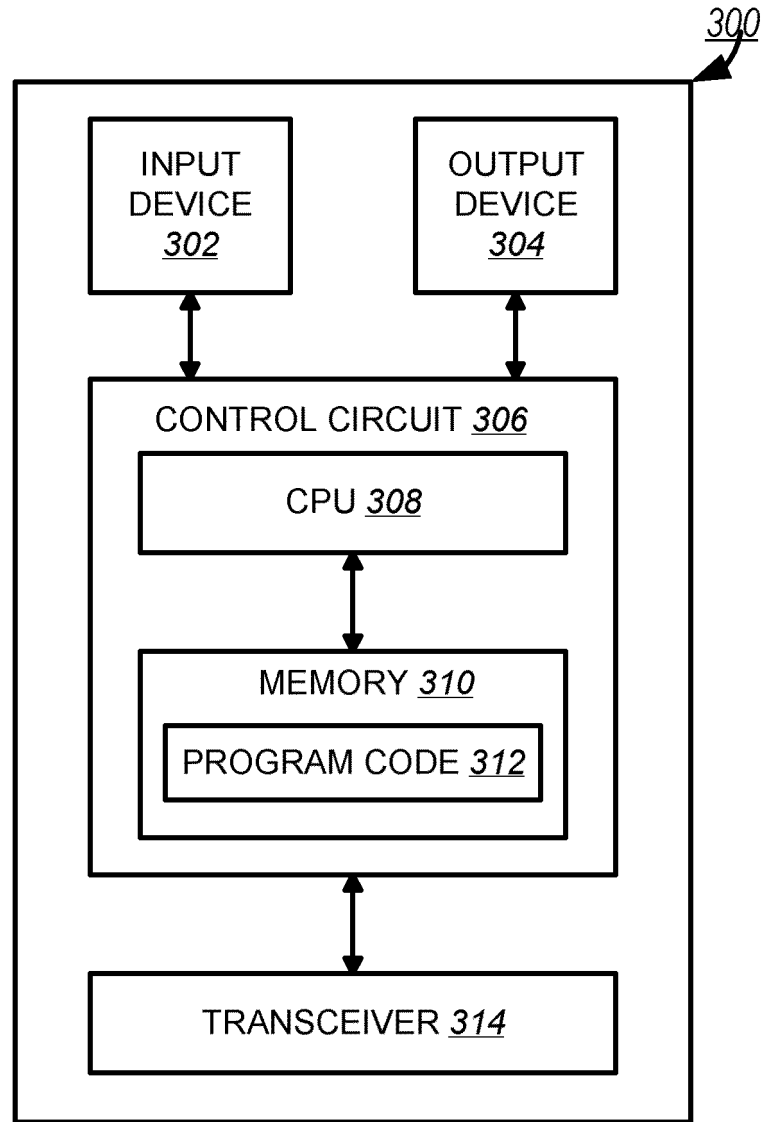 300
INPUT
DEVICE
302
OUTPUT
DEVICE
304
CONTROL CIRCUIT 306
CPU 308
MEMORY 310
PROGRAM CODE 312
TRANSCEIVER 314